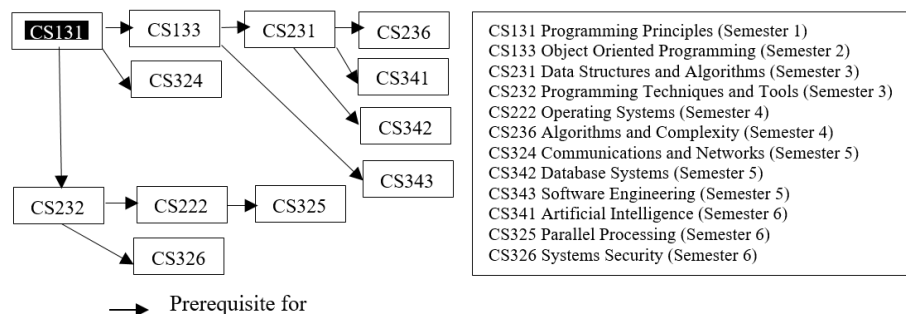 CS131
CS133
CS231
CS236
CS324
CS341
CS342
CS343
CS232
CS222
CS325
CS326
Prerequisite for
CS131 Programming Principles (Semester 1)
CS133 Object Oriented Programming (Semester 2)
CS231 Data Structures and Algorithms (Semester 3)
CS232 Programming Techniques and Tools (Semester 3)
CS222 Operating Systems (Semester 4)
CS236 Algorithms and Complexity (Semester 4)
CS324 Communications and Networks (Semester 5)
CS342 Database Systems (Semester 5)
CS343 Software Engineering (Semester 5)
CS341 Artificial Intelligence (Semester 6)
CS325 Parallel Processing (Semester 6)
CS326 Systems Security (Semester 6)